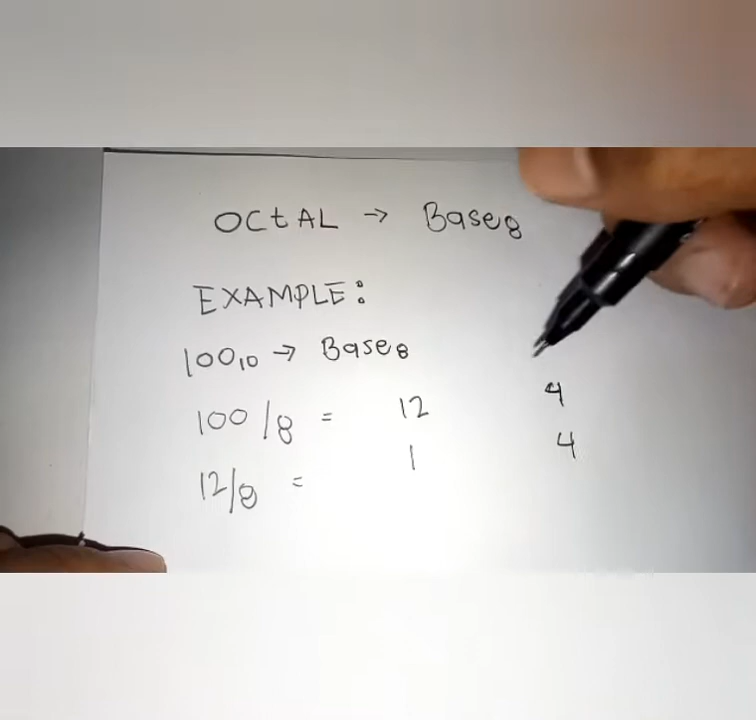 OCtAL → Base₈
EXAMPLE:
100₁₀ → Base₈
100/8 = 12 4
12/8 = 1 4